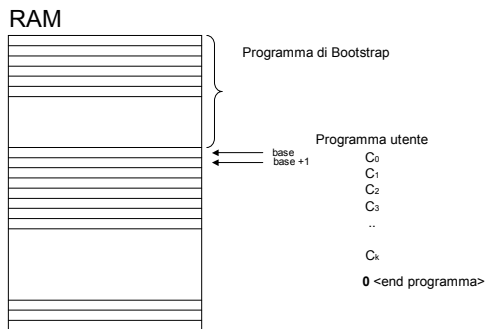 RAM
Programma di Bootstrap
base
base +1
Programma utente
C0
C1
C2
C3
..
Ck
0 <end programma>